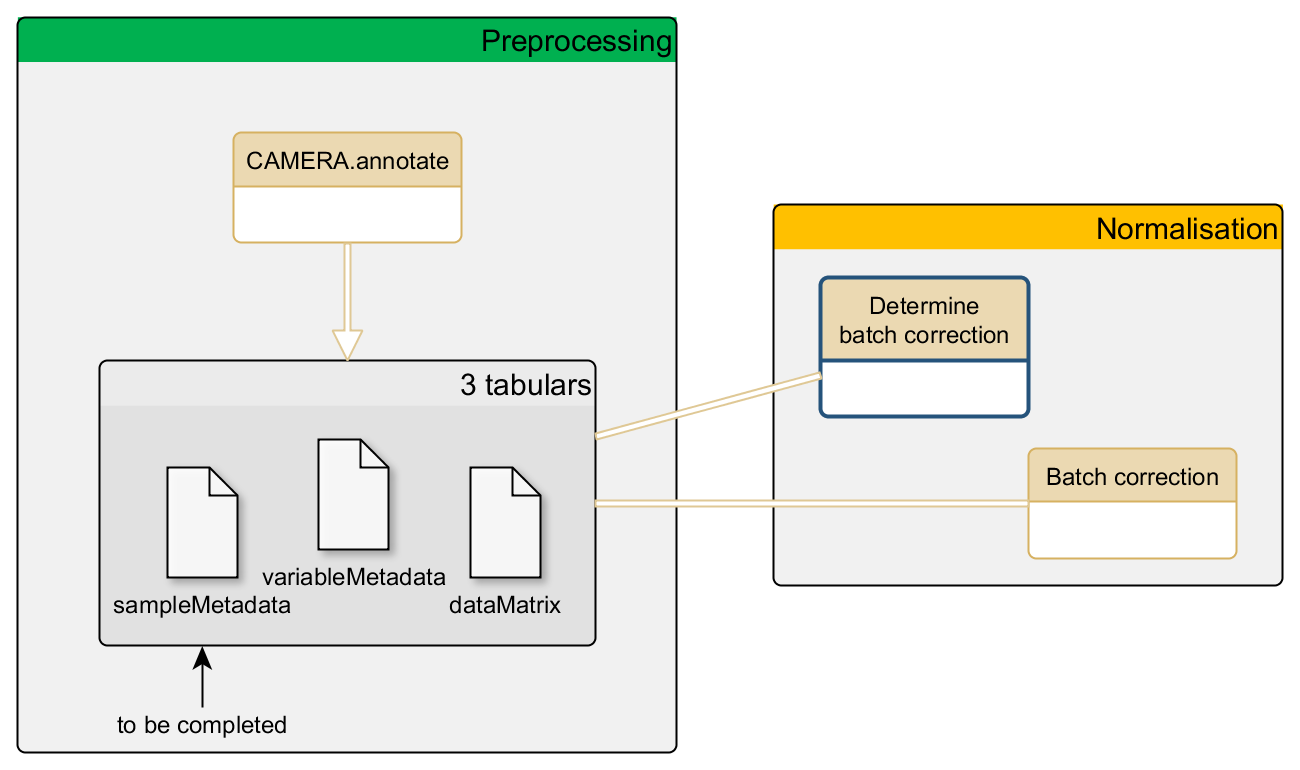 Preprocessing
CAMERA.annotate
3 tabulars
variableMetadata
sampleMetadata
dataMatrix
to be completed
Normalisation
Determine
batch correction
Batch correction